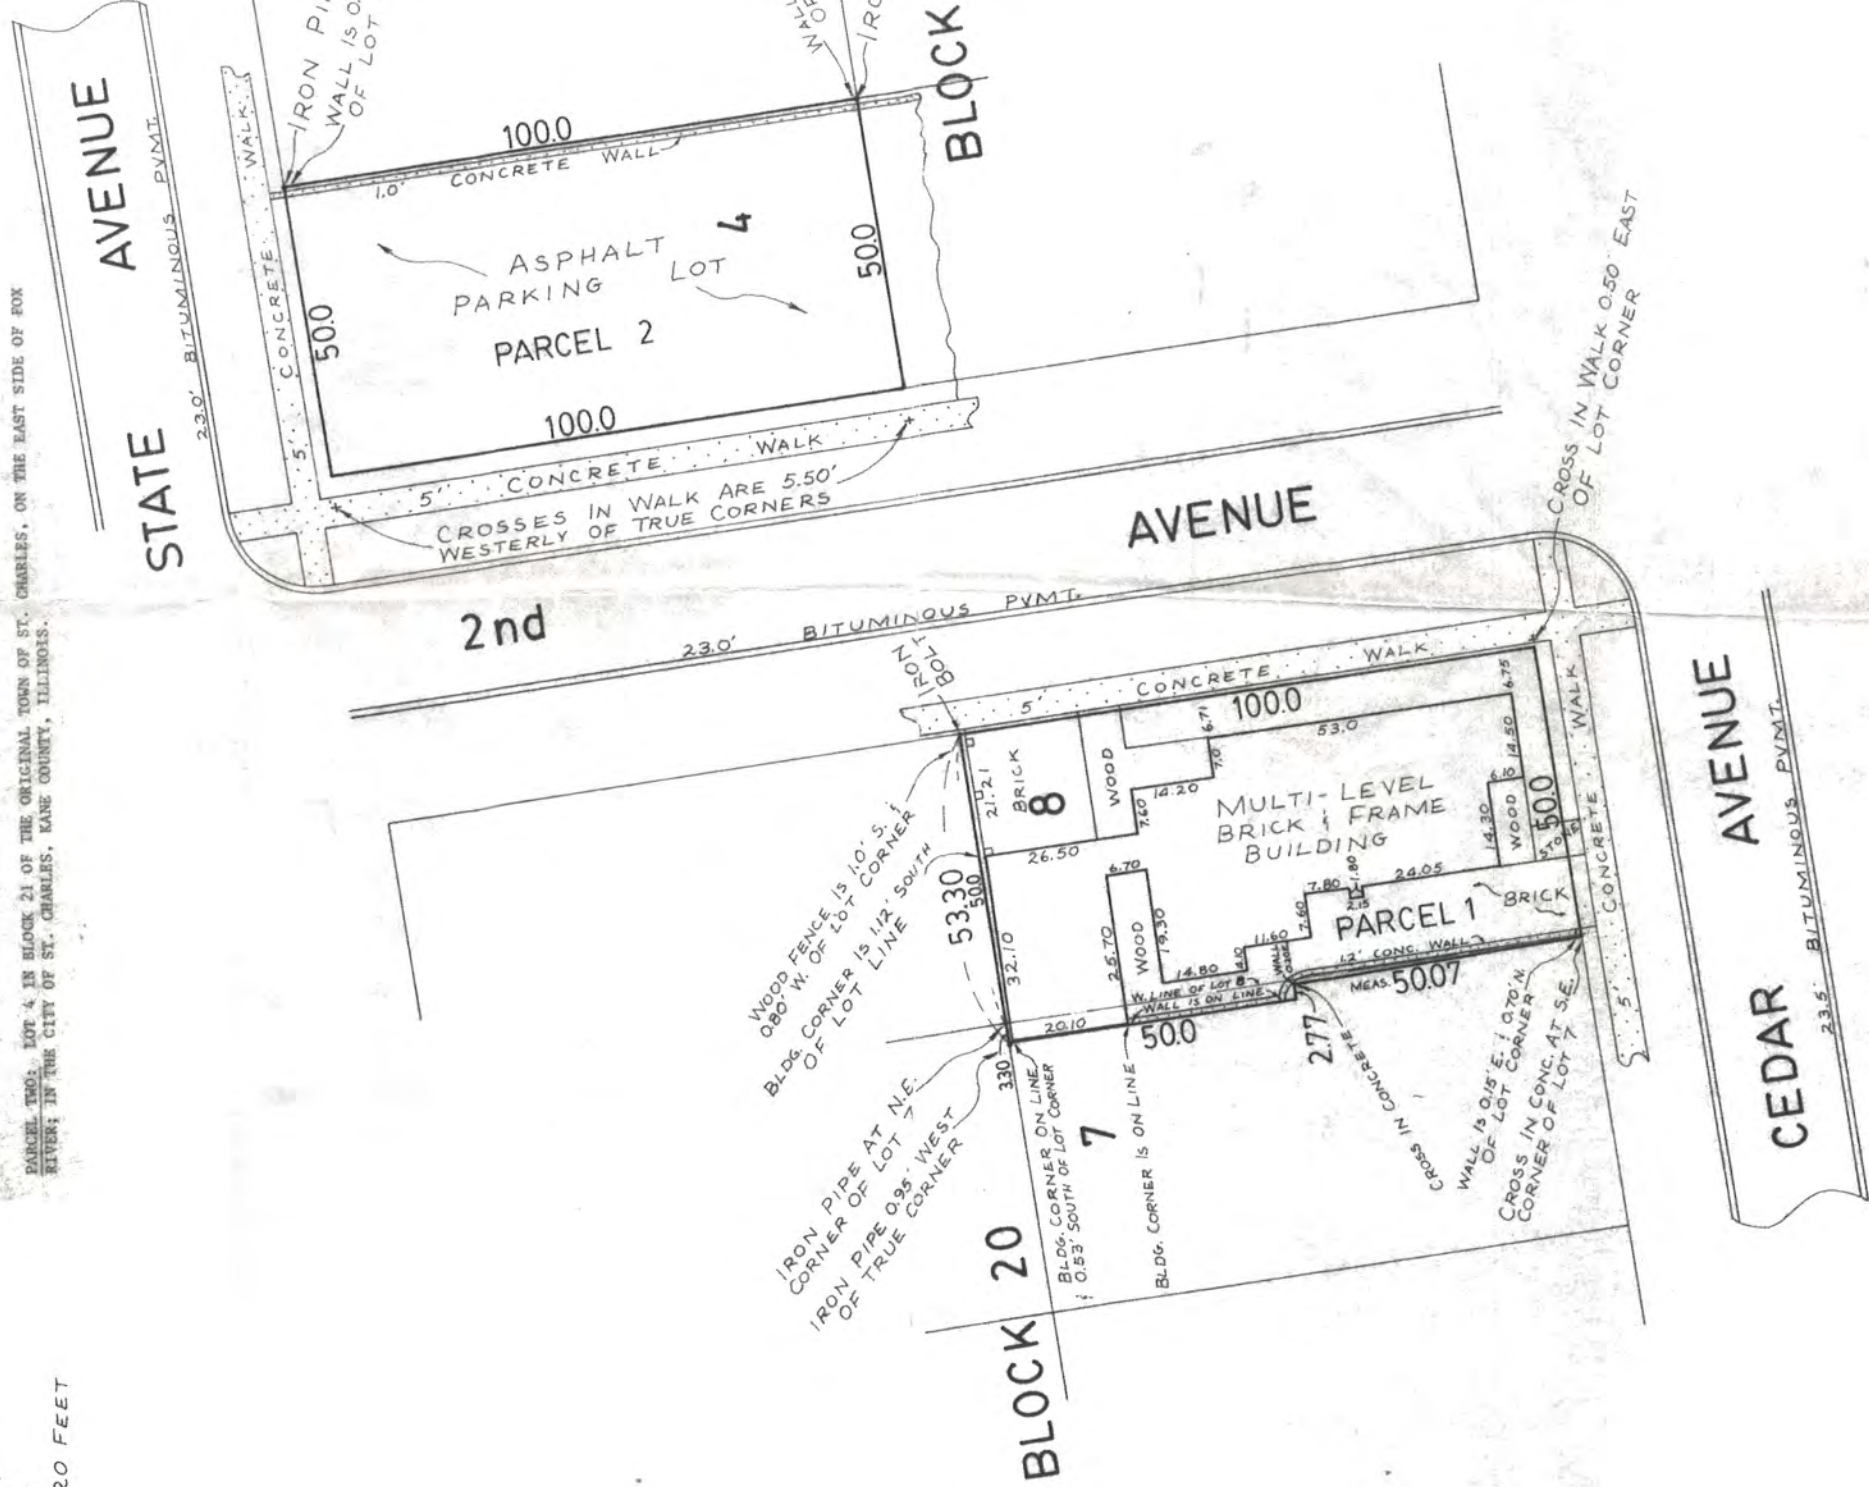 PARCEL TWO: LOT 4 IN BLOCK 21 OF THE ORIGINAL TOWN OF ST. CHARLES, ON THE EAST SIDE OF FOX
RIVER; IN THE CITY OF ST. CHARLES, KANE COUNTY, ILLINOIS.
20 FEET
STATE AVENUE
23.0' BITUMINOUS PVMT.
5' CONCRETE WALK
IRON
WALL IS
OF LOT
WALL
OF
BLOCK
100.0
1.0' CONCRETE WALL
50.0
ASPHALT
PARKING LOT
4
PARCEL 2
50.0
100.0
5' CONCRETE WALK
CROSSES IN WALK ARE 5.50'
WESTERLY OF TRUE CORNERS
2nd AVENUE
23.0' BITUMINOUS PVMT.
CROSS IN WALK 0.50' EAST
OF LOT CORNER
IRON
BOLT
5' CONCRETE WALK
100.0
21.21
BRICK
8
WOOD
6.71
7.0
53.0
6.75
14.50
6.10
14.20
7.60
26.50
MULTI-LEVEL
BRICK & FRAME
BUILDING
14.30
WOOD
50.0
CONCRETE WALK
5'
WOOD FENCE IS 1.0' S. &
0.80' W. OF LOT CORNER
BLDG. CORNER IS 1.12' SOUTH
OF LOT LINE
53.30
50.0
32.10
6.70
25.70
WOOD
19.30
14.80
4.10
11.60
7.60
7.80
1.80
2.15
24.05
BRICK
PARCEL 1
1.2' CONC. WALL
MEAS. 50.07
W. LINE OF LOT 8
WALL IS ON LINE
WALL
20.10
50.0
2.77
3.30
IRON PIPE AT N.E.
CORNER OF LOT 7
IRON PIPE 0.95' WEST
OF TRUE CORNER
BLDG. CORNER ON LINE
& 0.53' SOUTH OF LOT CORNER
7
BLDG. CORNER IS ON LINE
CROSS IN CONCRETE
WALL IS 0.15' E. & 0.70' N.
OF LOT CORNER
CROSS IN CONC. AT S.E.
CORNER OF LOT 7
BLOCK 20
CEDAR AVENUE
23.5' BITUMINOUS PVMT.